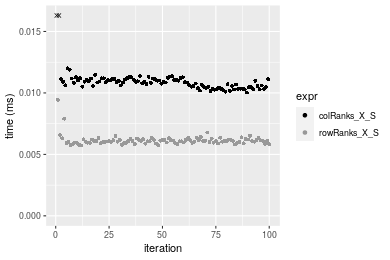 0.015
0.010
0.005
0.000
time (ms)
0
25
50
75
100
iteration
expr
colRanks_X_S
rowRanks_X_S